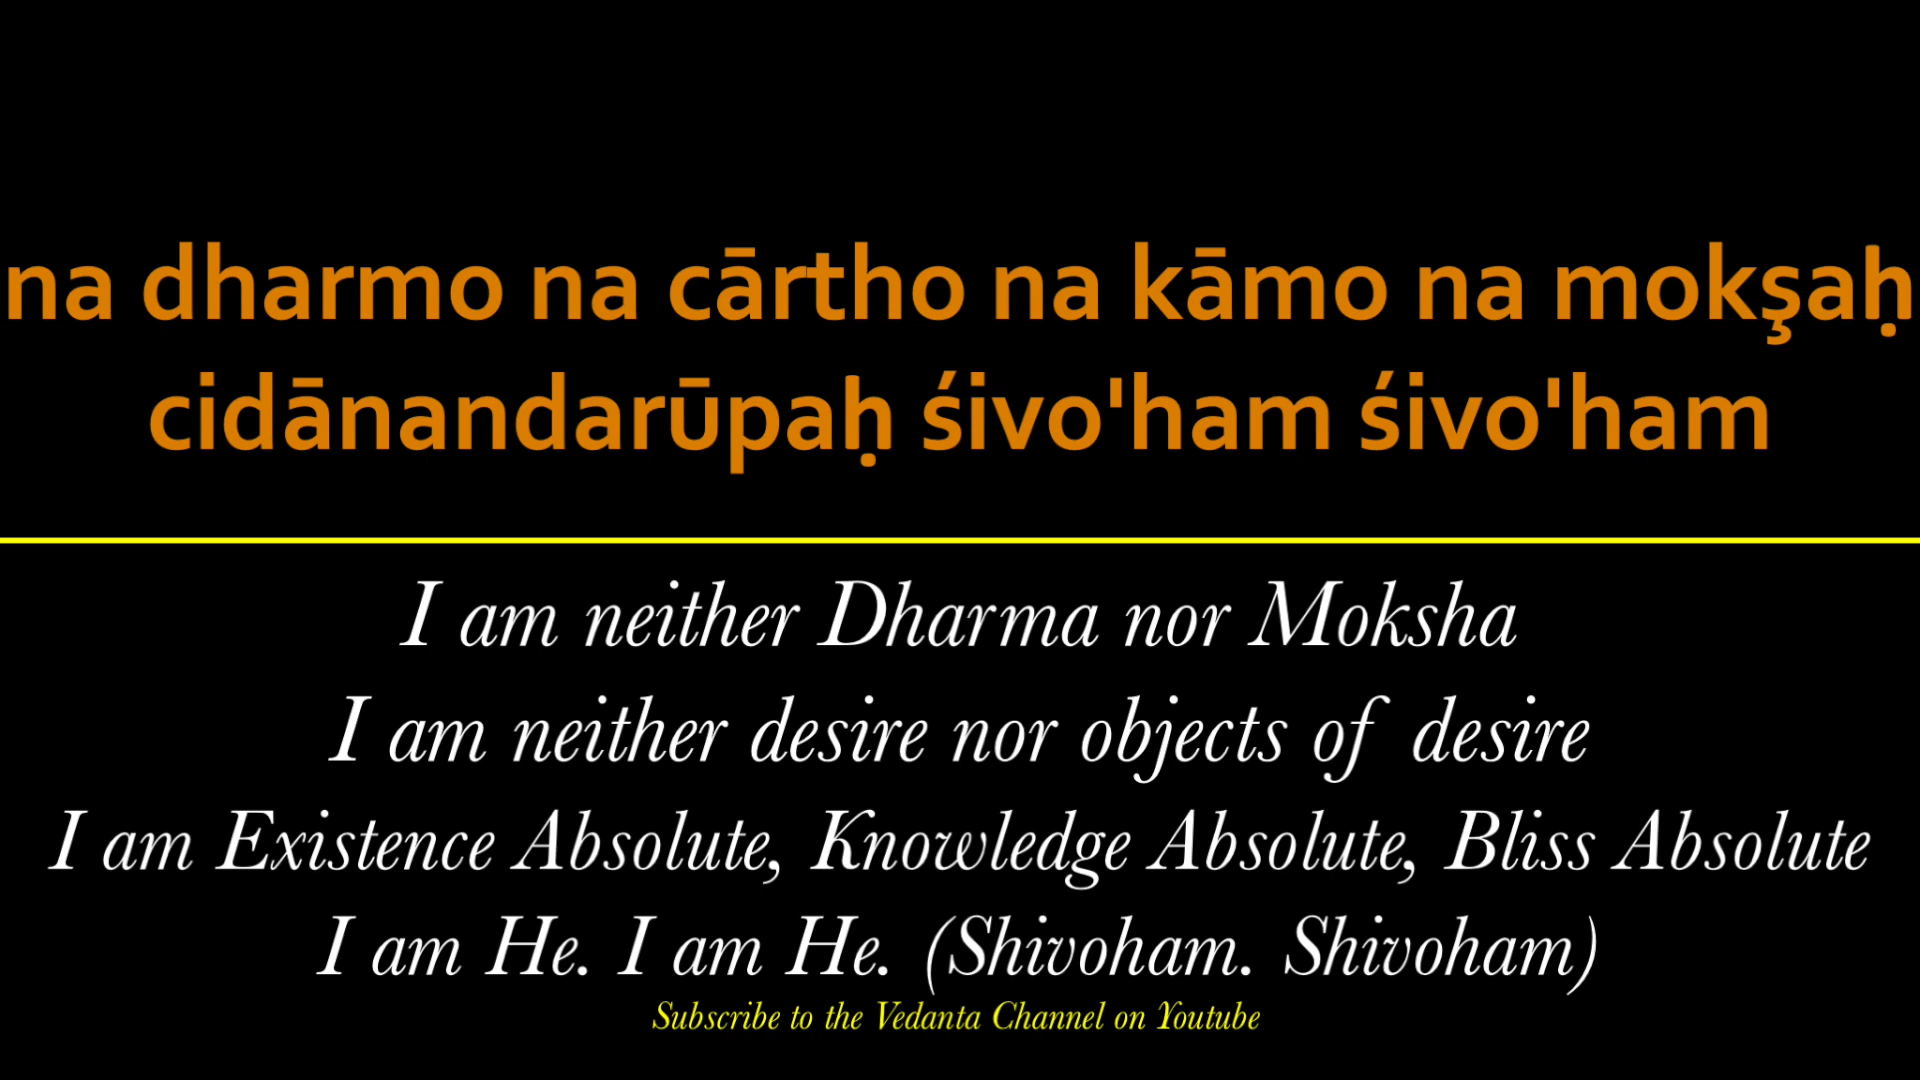 na dharmo na cārtho na kāmo na mokşaḥ
cidānandarūpaḥ śivo'ham śivo'ham
I am neither Dharma nor Moksha
I am neither desire nor objects of desire
I am Existence Absolute, Knowledge Absolute, Bliss Absolute
I am He. I am He. (Shivoham. Shivoham)
Subscribe to the Vedanta Channel on Youtube